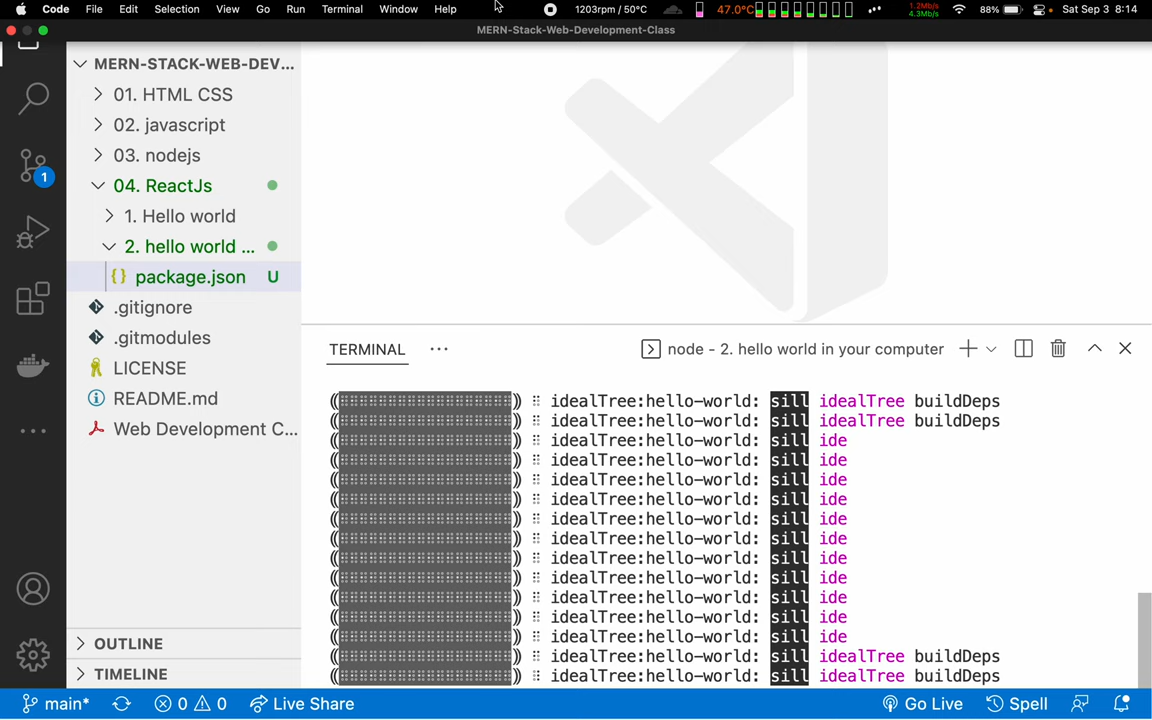 Code File Edit Selection View Go Run Terminal Window Help 1203rpm / 50°C 47.0°C 1.2Mb/s 4.3Mb/s 88% Sat Sep 3 8:14
MERN-Stack-Web-Development-Class
MERN-STACK-WEB-DEV...
01. HTML CSS
02. javascript
03. nodejs
04. ReactJs
1. Hello world
2. hello world ...
{} package.json U
.gitignore
.gitmodules
LICENSE
README.md
Web Development C...
OUTLINE
TIMELINE
1
TERMINAL ... node - 2. hello world in your computer
idealTree:hello-world: sill idealTree buildDeps
idealTree:hello-world: sill idealTree buildDeps
idealTree:hello-world: sill ide
idealTree:hello-world: sill ide
idealTree:hello-world: sill ide
idealTree:hello-world: sill ide
idealTree:hello-world: sill ide
idealTree:hello-world: sill ide
idealTree:hello-world: sill ide
idealTree:hello-world: sill ide
idealTree:hello-world: sill ide
idealTree:hello-world: sill ide
idealTree:hello-world: sill ide
idealTree:hello-world: sill idealTree buildDeps
idealTree:hello-world: sill idealTree buildDeps
main* 0 0 Live Share Go Live Spell